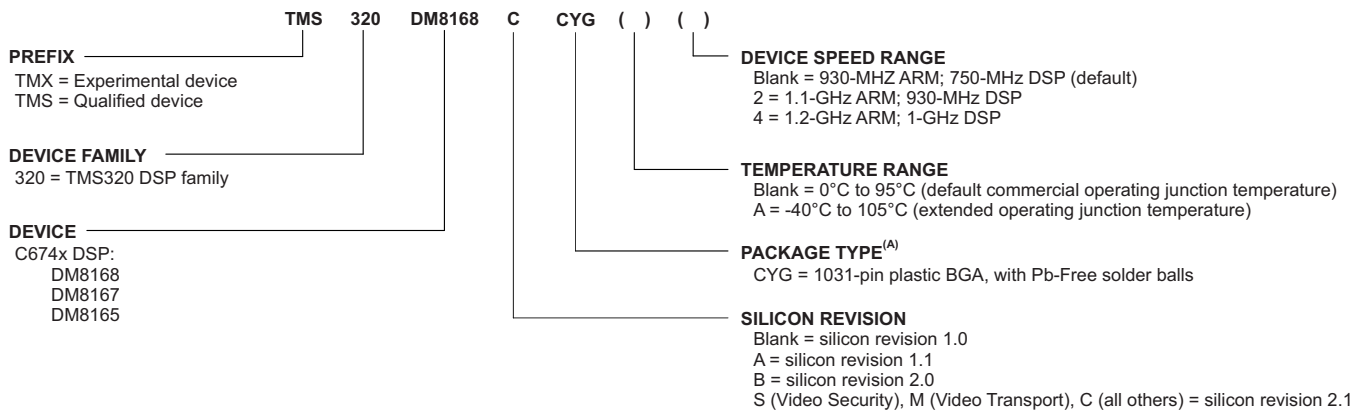 TMS 320 DM8168 C CYG ( ) ( )
PREFIX
TMX = Experimental device
TMS = Qualified device
DEVICE FAMILY
320 = TMS320 DSP family
DEVICE
C674x DSP:
DM8168
DM8167
DM8165
DEVICE SPEED RANGE
Blank = 930-MHZ ARM; 750-MHz DSP (default)
2 = 1.1-GHz ARM; 930-MHz DSP
4 = 1.2-GHz ARM; 1-GHz DSP
TEMPERATURE RANGE
Blank = 0°C to 95°C (default commercial operating junction temperature)
A = -40°C to 105°C (extended operating junction temperature)
PACKAGE TYPE(A)
CYG = 1031-pin plastic BGA, with Pb-Free solder balls
SILICON REVISION
Blank = silicon revision 1.0
A = silicon revision 1.1
B = silicon revision 2.0
S (Video Security), M (Video Transport), C (all others) = silicon revision 2.1